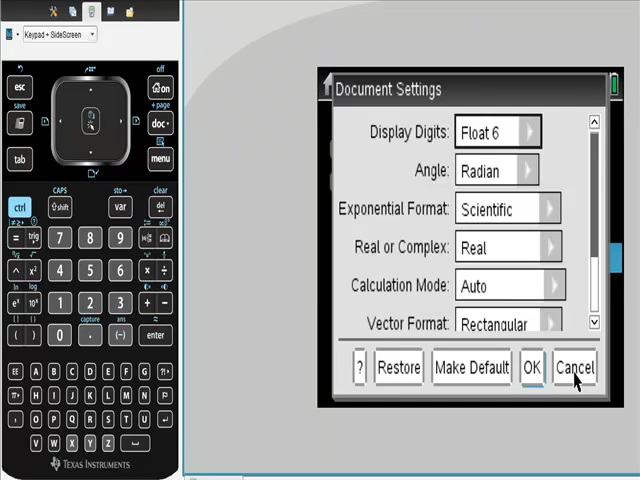 Keypad + SideScreen
esc
off
on
save
+ page
doc
tab
menu
CAPS
sto→
clear
ctrl
shift
var
del
= trig 7 8 9
^ x² 4 5 6 × ÷
ln log
eˣ 10ˣ 1 2 3 + −
capture ans
( ) 0 . (−) enter
EE A B C D E F G ?!
π H I J K L M N
, O P Q R S T U
V W X Y Z
TEXAS INSTRUMENTS
Document Settings
Display Digits: Float 6
Angle: Radian
Exponential Format: Scientific
Real or Complex: Real
Calculation Mode: Auto
Vector Format: Rectangular
? Restore Make Default OK Cancel